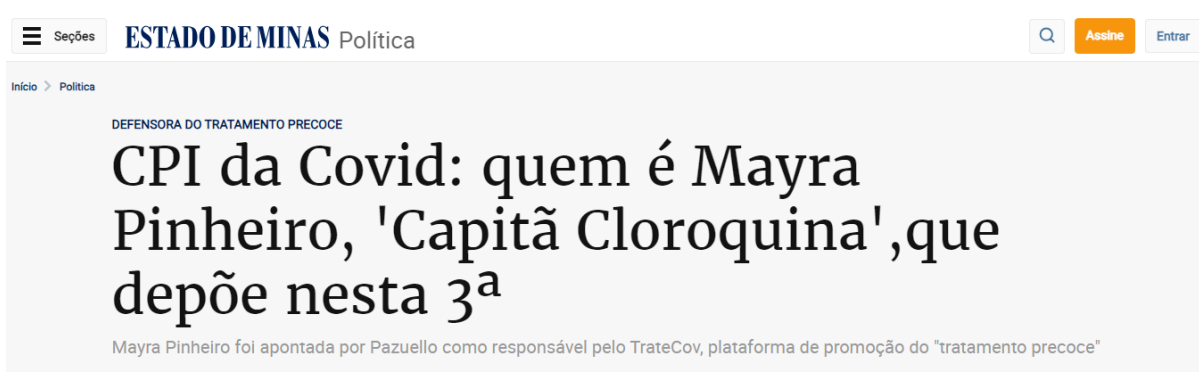 Seções ESTADO DE MINAS Política Assine Entrar
Início > Politica
DEFENSORA DO TRATAMENTO PRECOCE
CPI da Covid: quem é Mayra
Pinheiro, 'Capitã Cloroquina',que
depõe nesta 3ª
Mayra Pinheiro foi apontada por Pazuello como responsável pelo TrateCov, plataforma de promoção do "tratamento precoce"